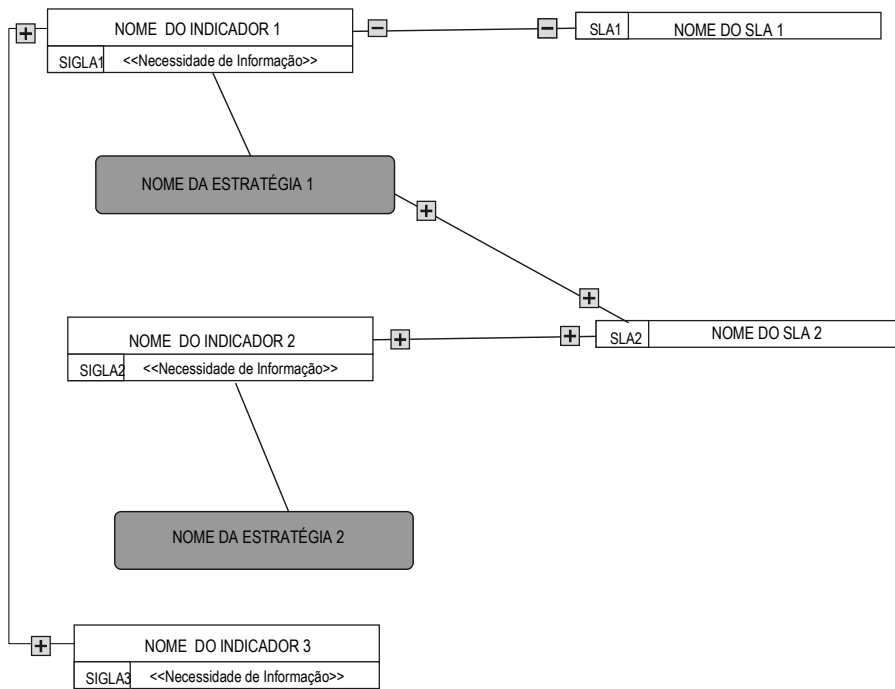 NOME DO INDICADOR 1
SIGLA1 <<Necessidade de Informação>>
SLA1 NOME DO SLA 1
NOME DA ESTRATÉGIA 1
NOME DO INDICADOR 2
SIGLA2 <<Necessidade de Informação>>
SLA2 NOME DO SLA 2
NOME DA ESTRATÉGIA 2
NOME DO INDICADOR 3
SIGLA3 <<Necessidade de Informação>>